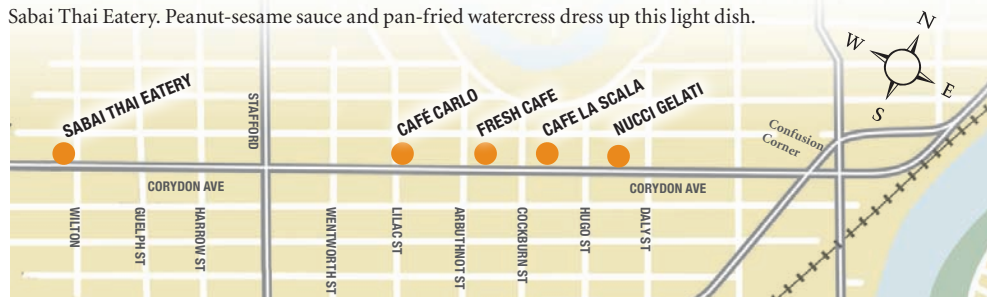 Sabai Thai Eatery. Peanut-sesame sauce and pan-fried watercress dress up this light dish.
N
W
E
S
SABAI THAI EATERY
STAFFORD
CAFÉ CARLO
FRESH CAFE
CAFE LA SCALA
NUCCI GELATI
Confusion
Corner
CORYDON AVE
CORYDON AVE
WILTON
GUELPH ST
HARROW ST
WENTWORTH ST
LILAC ST
ARBUTHNOT ST
COCKBURN ST
HUGO ST
DALY ST